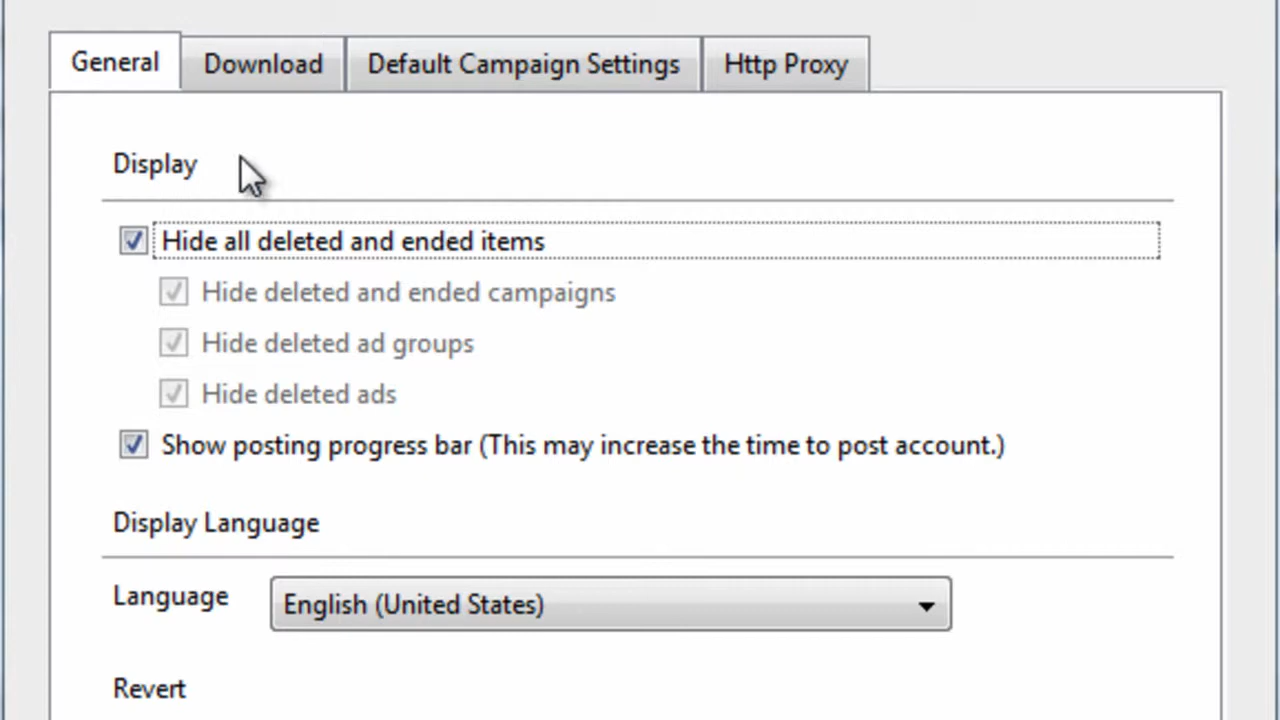 General Download Default Campaign Settings Http Proxy
Display
Hide all deleted and ended items
Hide deleted and ended campaigns
Hide deleted ad groups
Hide deleted ads
Show posting progress bar (This may increase the time to post account.)
Display Language
Language English (United States)
Revert